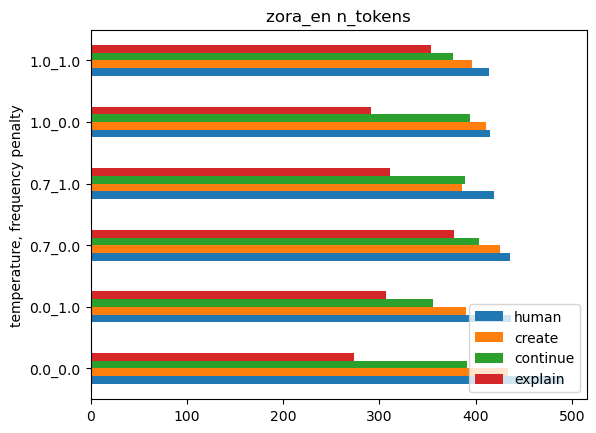 zora_en n_tokens
temperature, frequency penalty
1.0_1.0
1.0_0.0
0.7_1.0
0.7_0.0
0.0_1.0
0.0_0.0
human
create
continue
explain
0 100 200 300 400 500